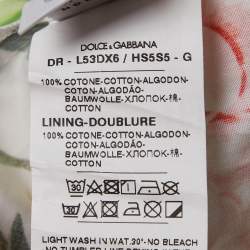 DOLCE & GABBANA
DR - L53DX6 / HS5S5 - G
100% COTONE-COTTON-ALGODON-
COTON-ALGODÃO-
BAUMWOLLE-ХЛОПОК-棉-
COTTON
LINING-DOUBLURE
100% COTONE-COTTON-ALGODON-
COTON-ALGODÃO-
BAUMWOLLE-ХЛОПОК-棉-
COTTON
LIGHT WASH IN WAT.30°-NO BLEACH